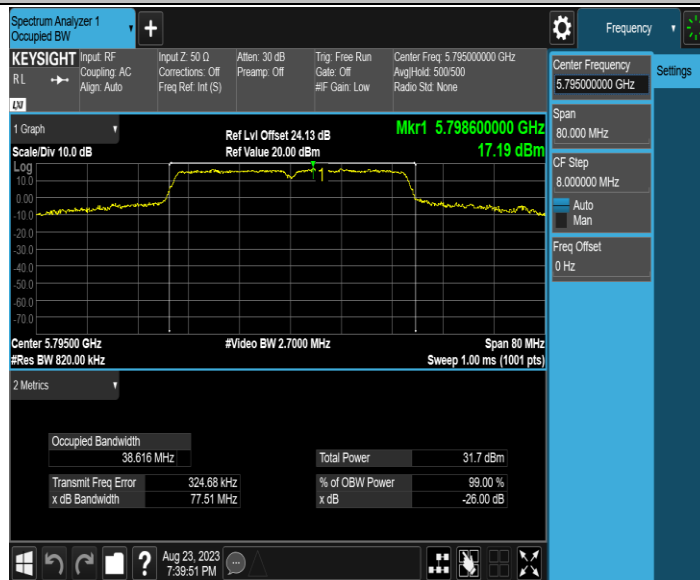 Spectrum Analyzer 1
Occupied BW
Frequency
KEYSIGHT
R L
LXI
Input: RF
Coupling: AC
Align: Auto
Input Z: 50 Ω
Corrections: Off
Freq Ref: Int (S)
Atten: 30 dB
Preamp: Off
Trig: Free Run
Gate: Off
#IF Gain: Low
Center Freq: 5.795000000 GHz
Avg|Hold: 500/500
Radio Std: None
Center Frequency
5.795000000 GHz
Settings
Span
80.000 MHz
CF Step
8.000000 MHz
Auto
Man
Freq Offset
0 Hz
1 Graph
Scale/Div 10.0 dB
Ref Lvl Offset 24.13 dB
Ref Value 20.00 dBm
Mkr1 5.798600000 GHz
17.19 dBm
Log
10.0
0.00
-10.0
-20.0
-30.0
-40.0
-50.0
-60.0
-70.0
1
Center 5.79500 GHz
#Res BW 820.00 kHz
#Video BW 2.7000 MHz
Span 80 MHz
Sweep 1.00 ms (1001 pts)
2 Metrics
Occupied Bandwidth
38.616 MHz
Transmit Freq Error 324.68 kHz
x dB Bandwidth 77.51 MHz
Total Power 31.7 dBm
% of OBW Power 99.00 %
x dB -26.00 dB
?
Aug 23, 2023
7:39:51 PM